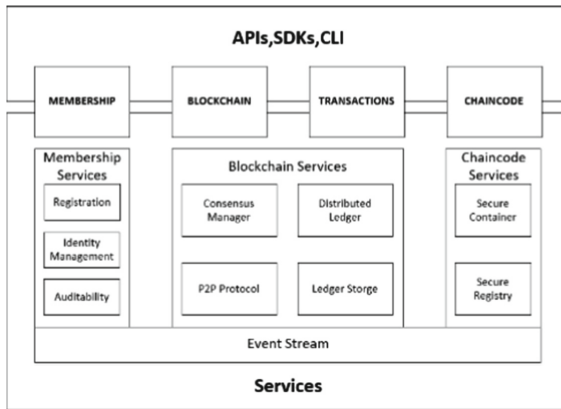 APIs,SDKs,CLI
MEMBERSHIP
BLOCKCHAIN
TRANSACTIONS
CHAINCODE
Membership
Services
Registration
Identity
Management
Auditability
Blockchain Services
Consensus
Manager
Distributed
Ledger
P2P Protocol
Ledger Storge
Chaincode
Services
Secure
Container
Secure
Registry
Event Stream
Services